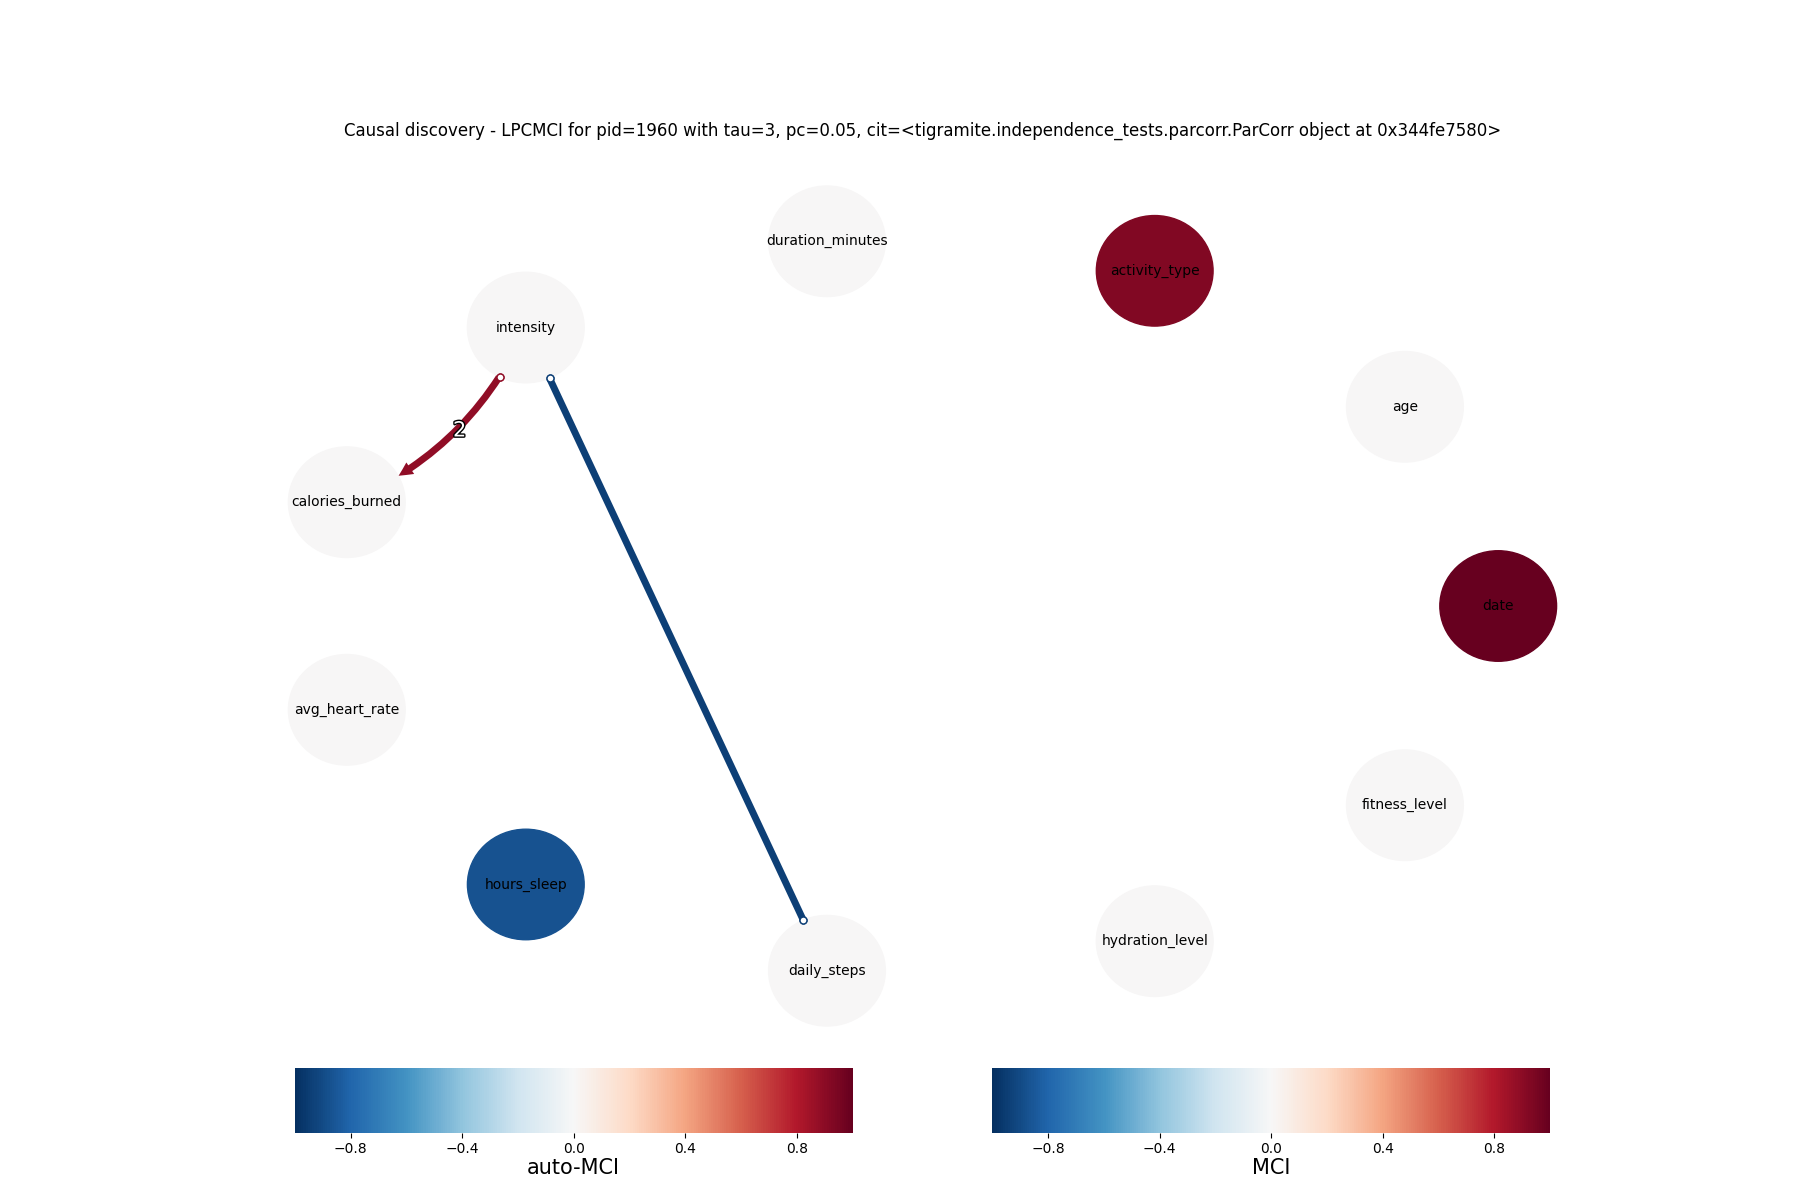 Causal discovery - LPCMCI for pid=1960 with tau=3, pc=0.05, cit=<tigramite.independence_tests.parcorr.ParCorr object at 0x344fe7580>
duration_minutes
activity_type
intensity
age
2
calories_burned
date
avg_heart_rate
fitness_level
hours_sleep
hydration_level
daily_steps
−0.8 −0.4 0.0 0.4 0.8
auto-MCI
−0.8 −0.4 0.0 0.4 0.8
MCI